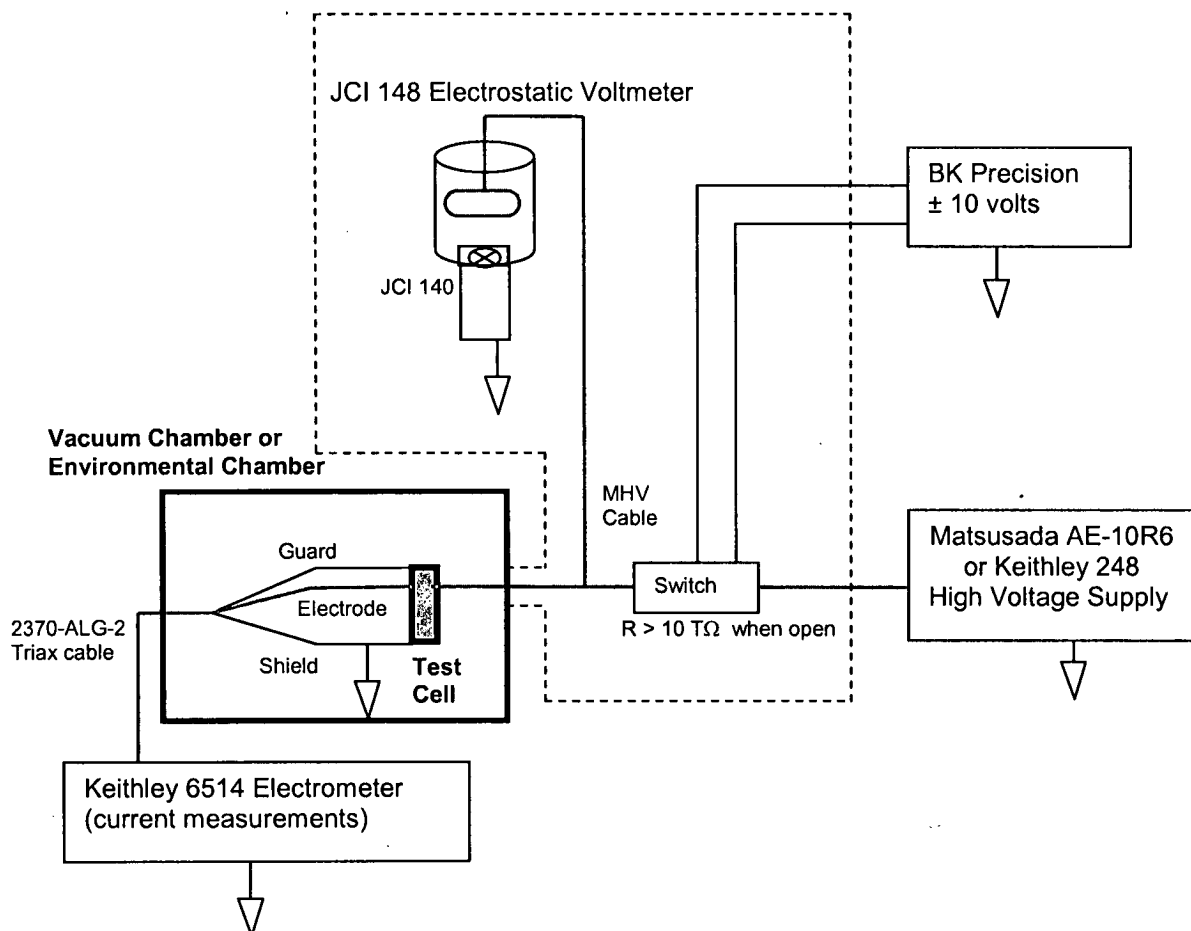 JCI 148 Electrostatic Voltmeter
BK Precision
± 10 volts
JCI 140
Vacuum Chamber or
Environmental Chamber
MHV
Cable
Matsusada AE-10R6
or Keithley 248
High Voltage Supply
Guard
Switch
Electrode
R > 10 TΩ when open
2370-ALG-2
Triax cable
Shield
Test
Cell
Keithley 6514 Electrometer
(current measurements)